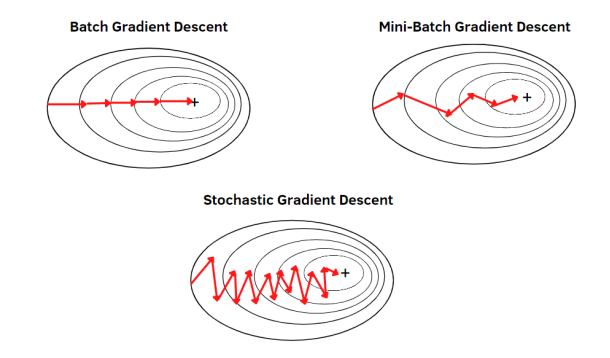 Batch Gradient Descent
Mini-Batch Gradient Descent
Stochastic Gradient Descent